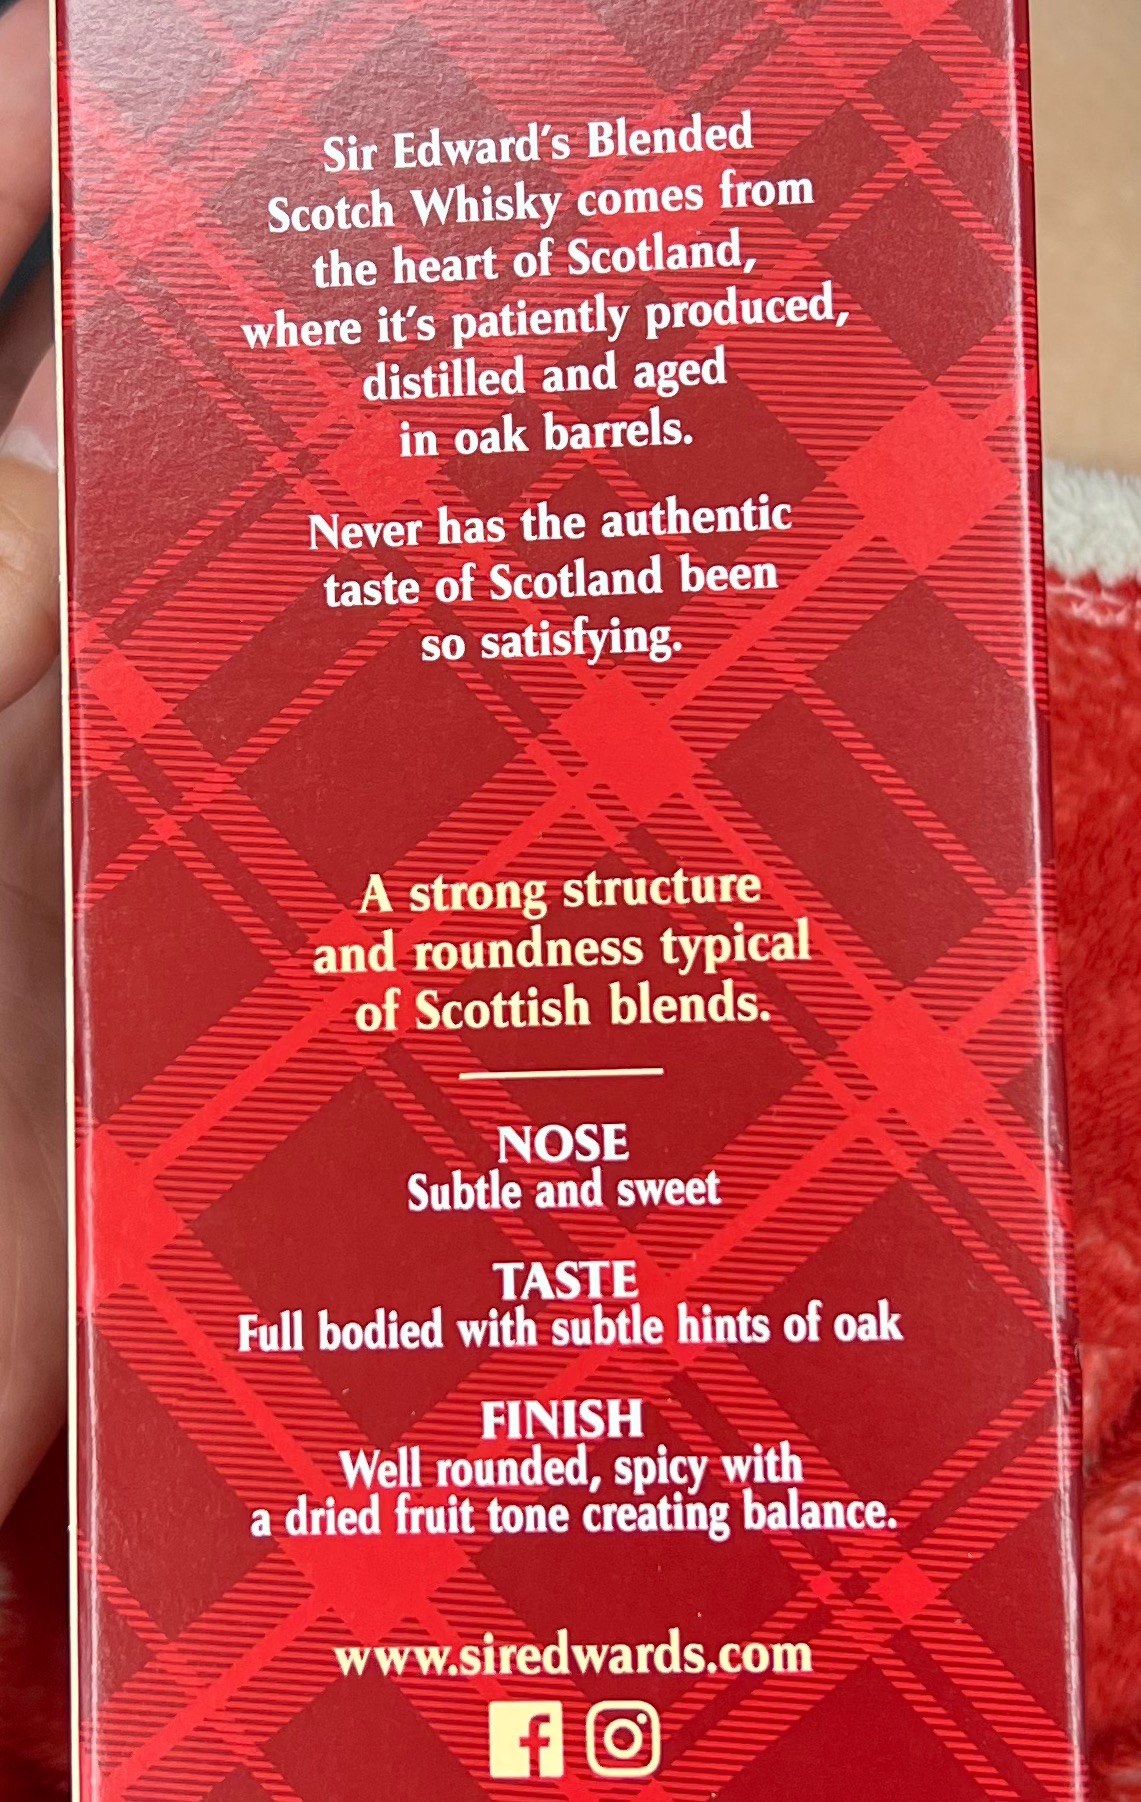 Sir Edward's Blended
Scotch Whisky comes from
the heart of Scotland,
where it's patiently produced,
distilled and aged
in oak barrels.
Never has the authentic
taste of Scotland been
so satisfying.
A strong structure
and roundness typical
of Scottish blends.
NOSE
Subtle and sweet
TASTE
Full bodied with subtle hints of oak
FINISH
Well rounded, spicy with
a dried fruit tone creating balance.
www.siredwards.com